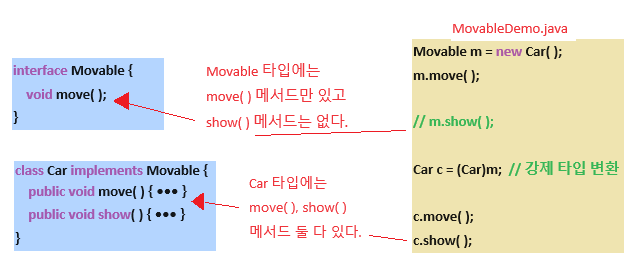 MovableDemo.java
interface Movable {
void move( );
}
Movable 타입에는
move( ) 메서드만 있고
show( ) 메서드는 없다.
class Car implements Movable {
public void move( ) { ••• }
public void show( ) { ••• }
}
Car 타입에는
move( ), show( )
메서드 둘 다 있다.
Movable m = new Car( );
m.move( );
// m.show( );
Car c = (Car)m; // 강제 타입 변환
c.move( );
c.show( );